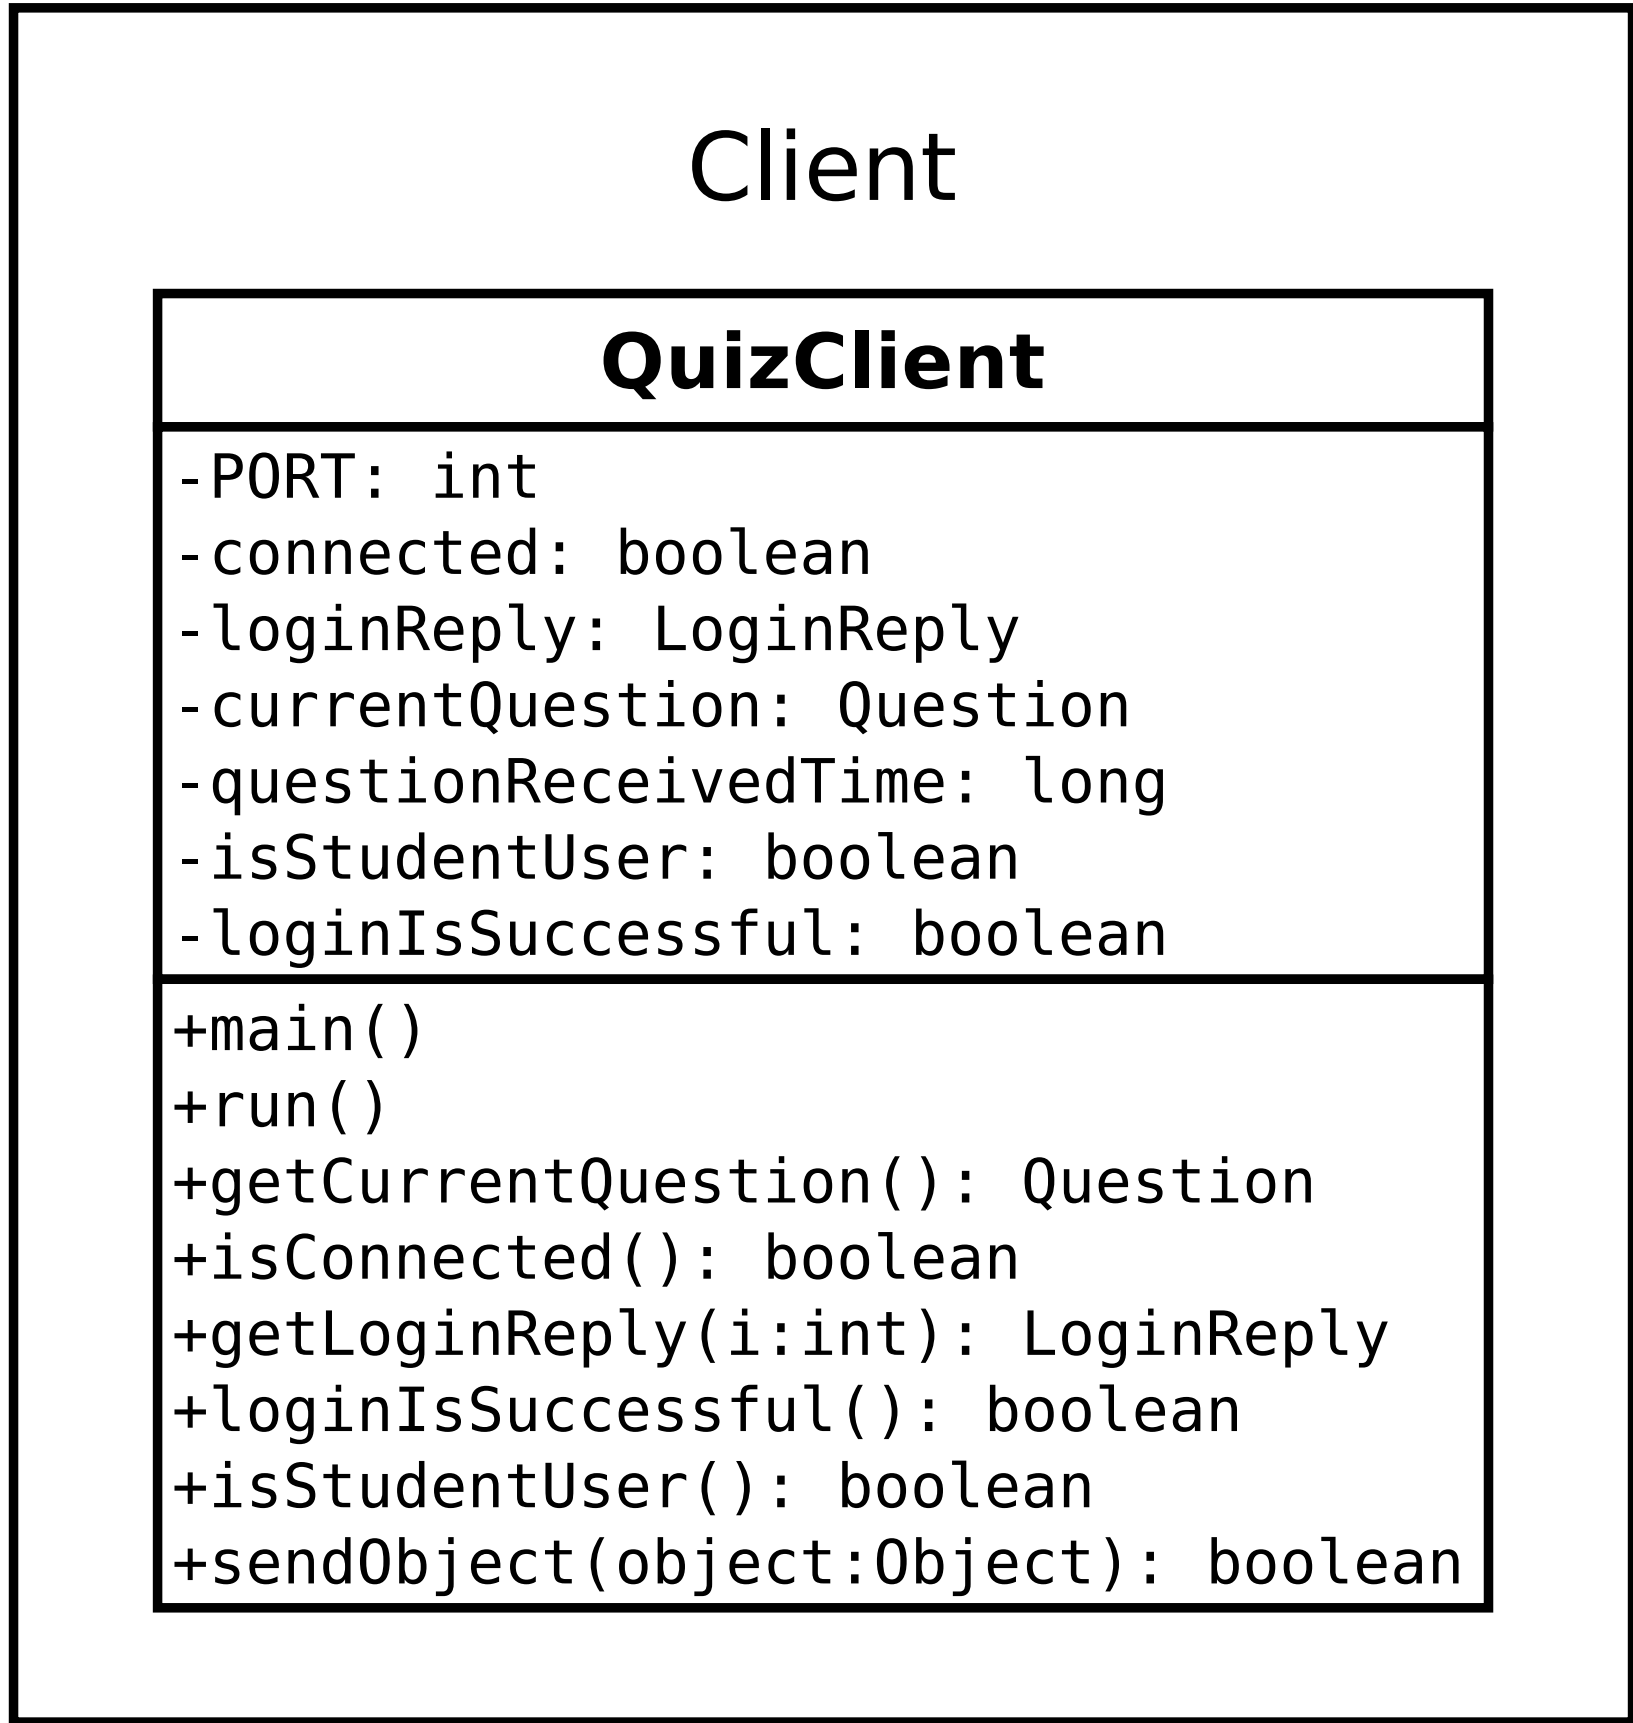 Client
QuizClient
-PORT: int
-connected: boolean
-loginReply: LoginReply
-currentQuestion: Question
-questionReceivedTime: long
-isStudentUser: boolean
-loginIsSuccessful: boolean
+main()
+run()
+getCurrentQuestion(): Question
+isConnected(): boolean
+getLoginReply(i:int): LoginReply
+loginIsSuccessful(): boolean
+isStudentUser(): boolean
+sendObject(object:Object): boolean